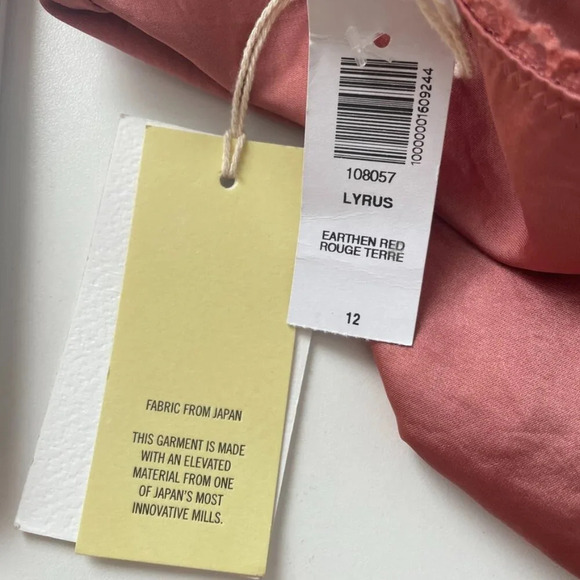 10000001609244
108057
LYRUS
EARTHEN RED
ROUGE TERRE
12
FABRIC FROM JAPAN
THIS GARMENT IS MADE
WITH AN ELEVATED
MATERIAL FROM ONE
OF JAPAN'S MOST
INNOVATIVE MILLS.